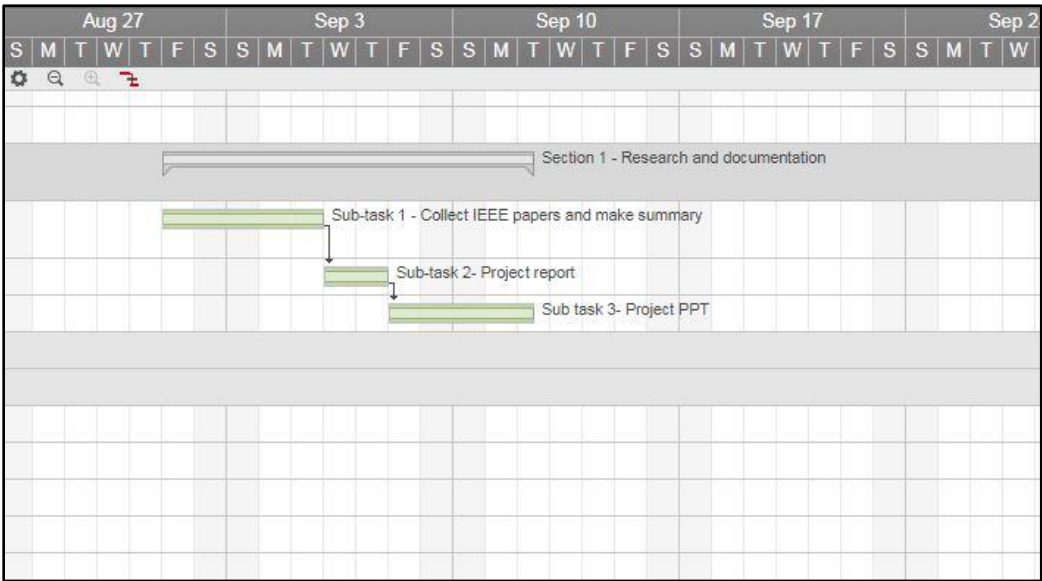 Aug 27 Sep 3 Sep 10 Sep 17 Sep 2
S M T W T F S S M T W T F S S M T W T F S S M T W T F S S M T W
Section 1 - Research and documentation
Sub-task 1 - Collect IEEE papers and make summary
Sub-task 2- Project report
Sub task 3- Project PPT